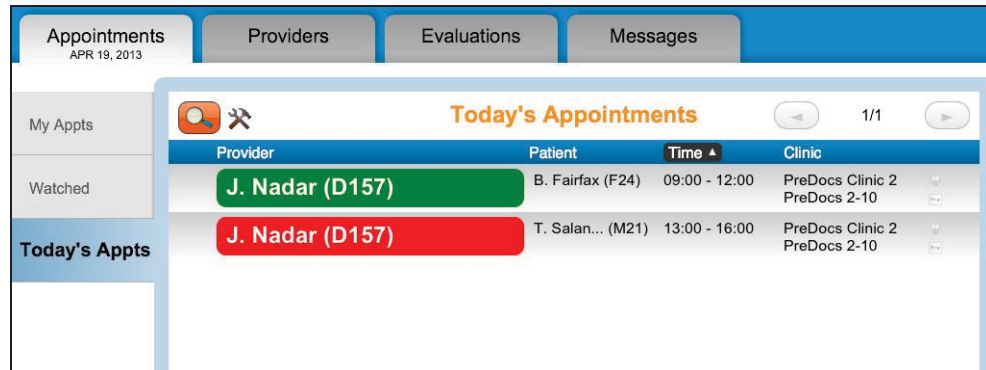 Appointments Providers Evaluations Messages
APR 19, 2013
My Appts
Watched
Today's Appts
Today's Appointments 1/1
Provider Patient Time ▲ Clinic
J. Nadar (D157) B. Fairfax (F24) 09:00 - 12:00 PreDocs Clinic 2
PreDocs 2-10
J. Nadar (D157) T. Salan... (M21) 13:00 - 16:00 PreDocs Clinic 2
PreDocs 2-10